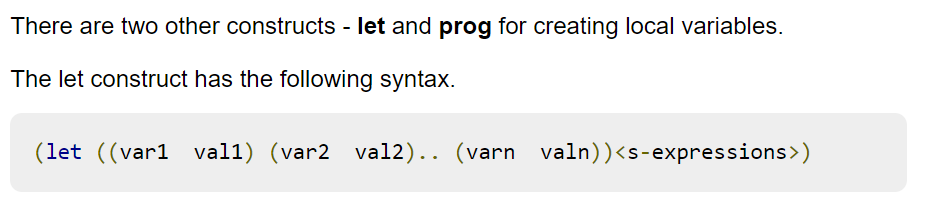 There are two other constructs - let and prog for creating local variables.
The let construct has the following syntax.
(let ((var1  val1) (var2  val2).. (varn  valn))<s-expressions>)